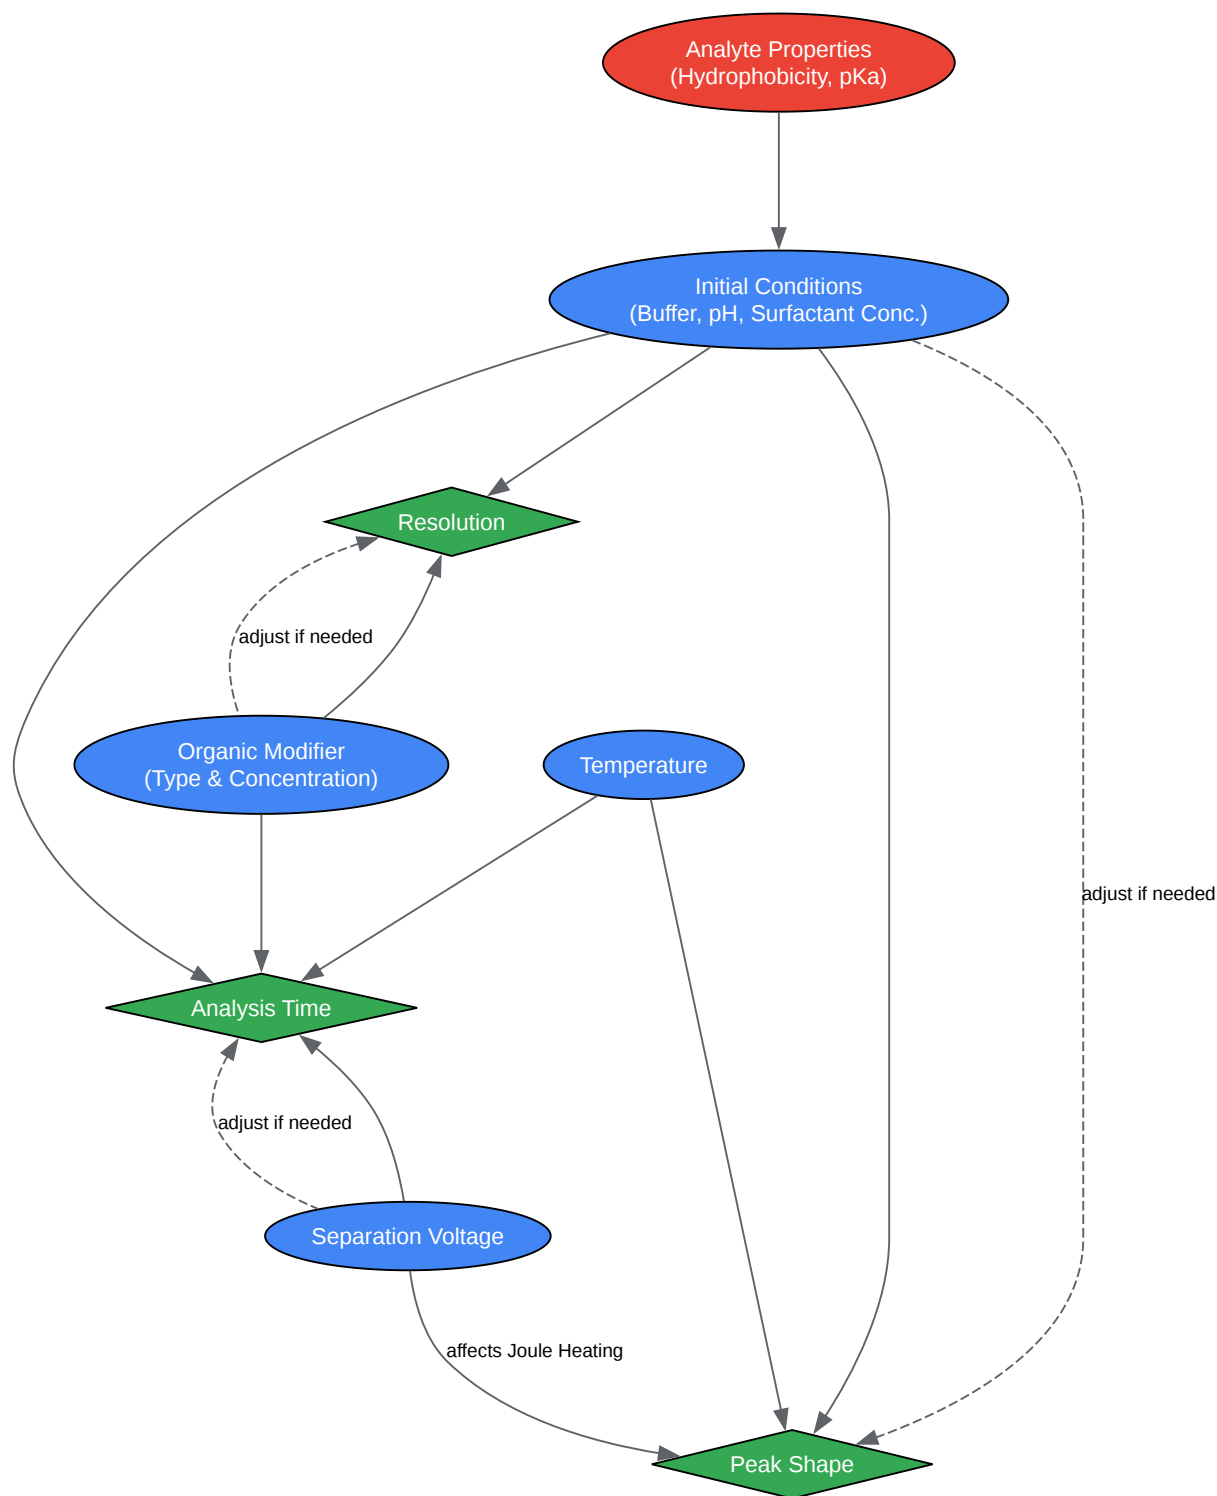 Analyte Properties
(Hydrophobicity, pKa)
Initial Conditions
(Buffer, pH, Surfactant Conc.)
Resolution
adjust if needed
Organic Modifier
(Type & Concentration)
Temperature
adjust if needed
Analysis Time
adjust if needed
Separation Voltage
affects Joule Heating
Peak Shape